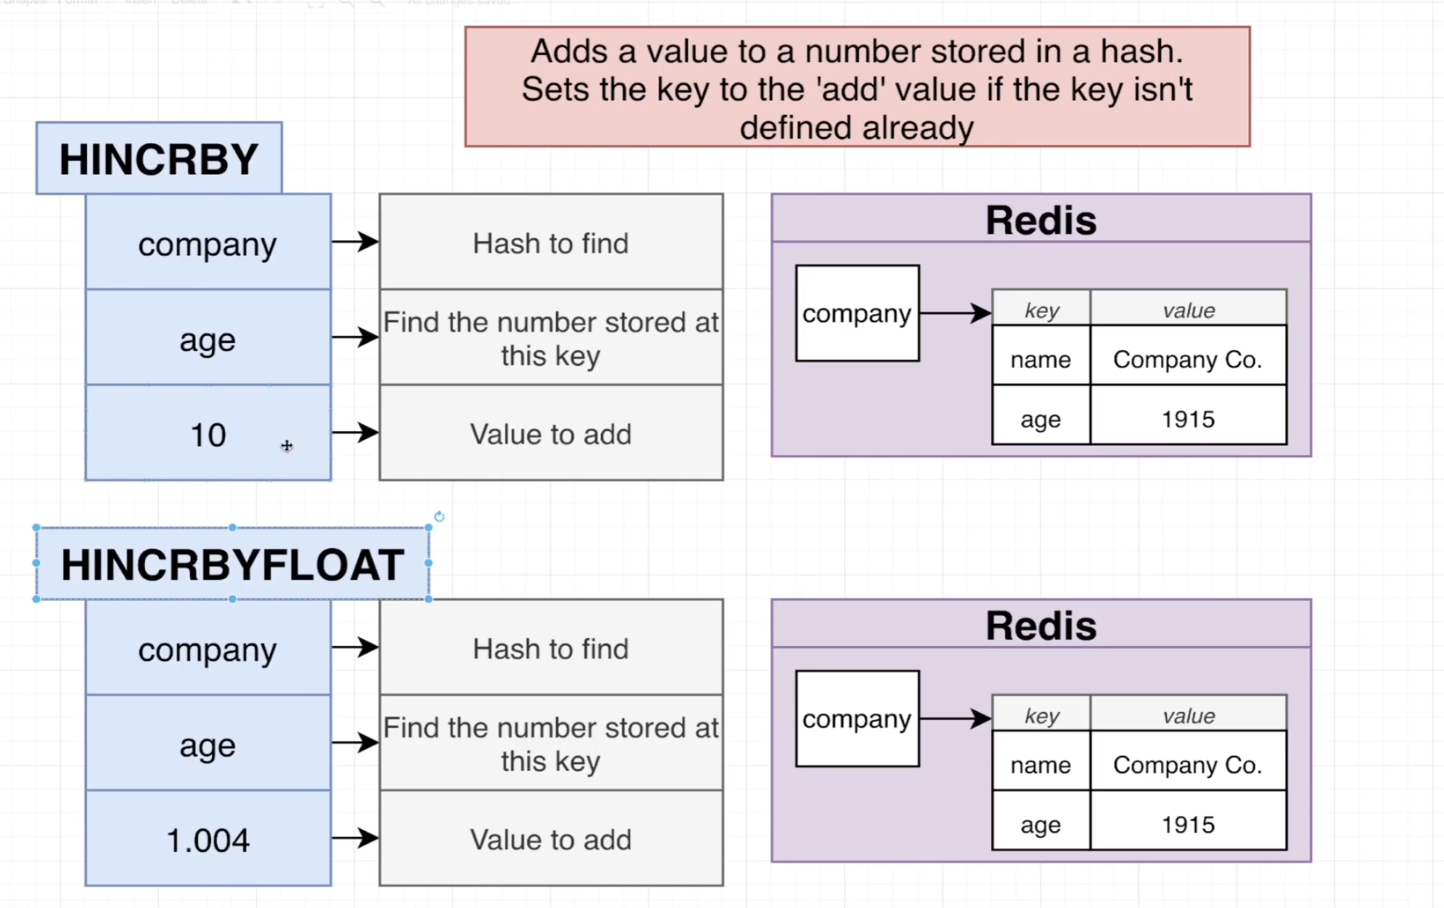 All changes saved
Adds a value to a number stored in a hash.
Sets the key to the 'add' value if the key isn't
defined already
HINCRBY
company
Hash to find
age
Find the number stored at
this key
10
Value to add
Redis
company
key
value
name
Company Co.
age
1915
HINCRBYFLOAT
company
Hash to find
age
Find the number stored at
this key
1.004
Value to add
Redis
company
key
value
name
Company Co.
age
1915